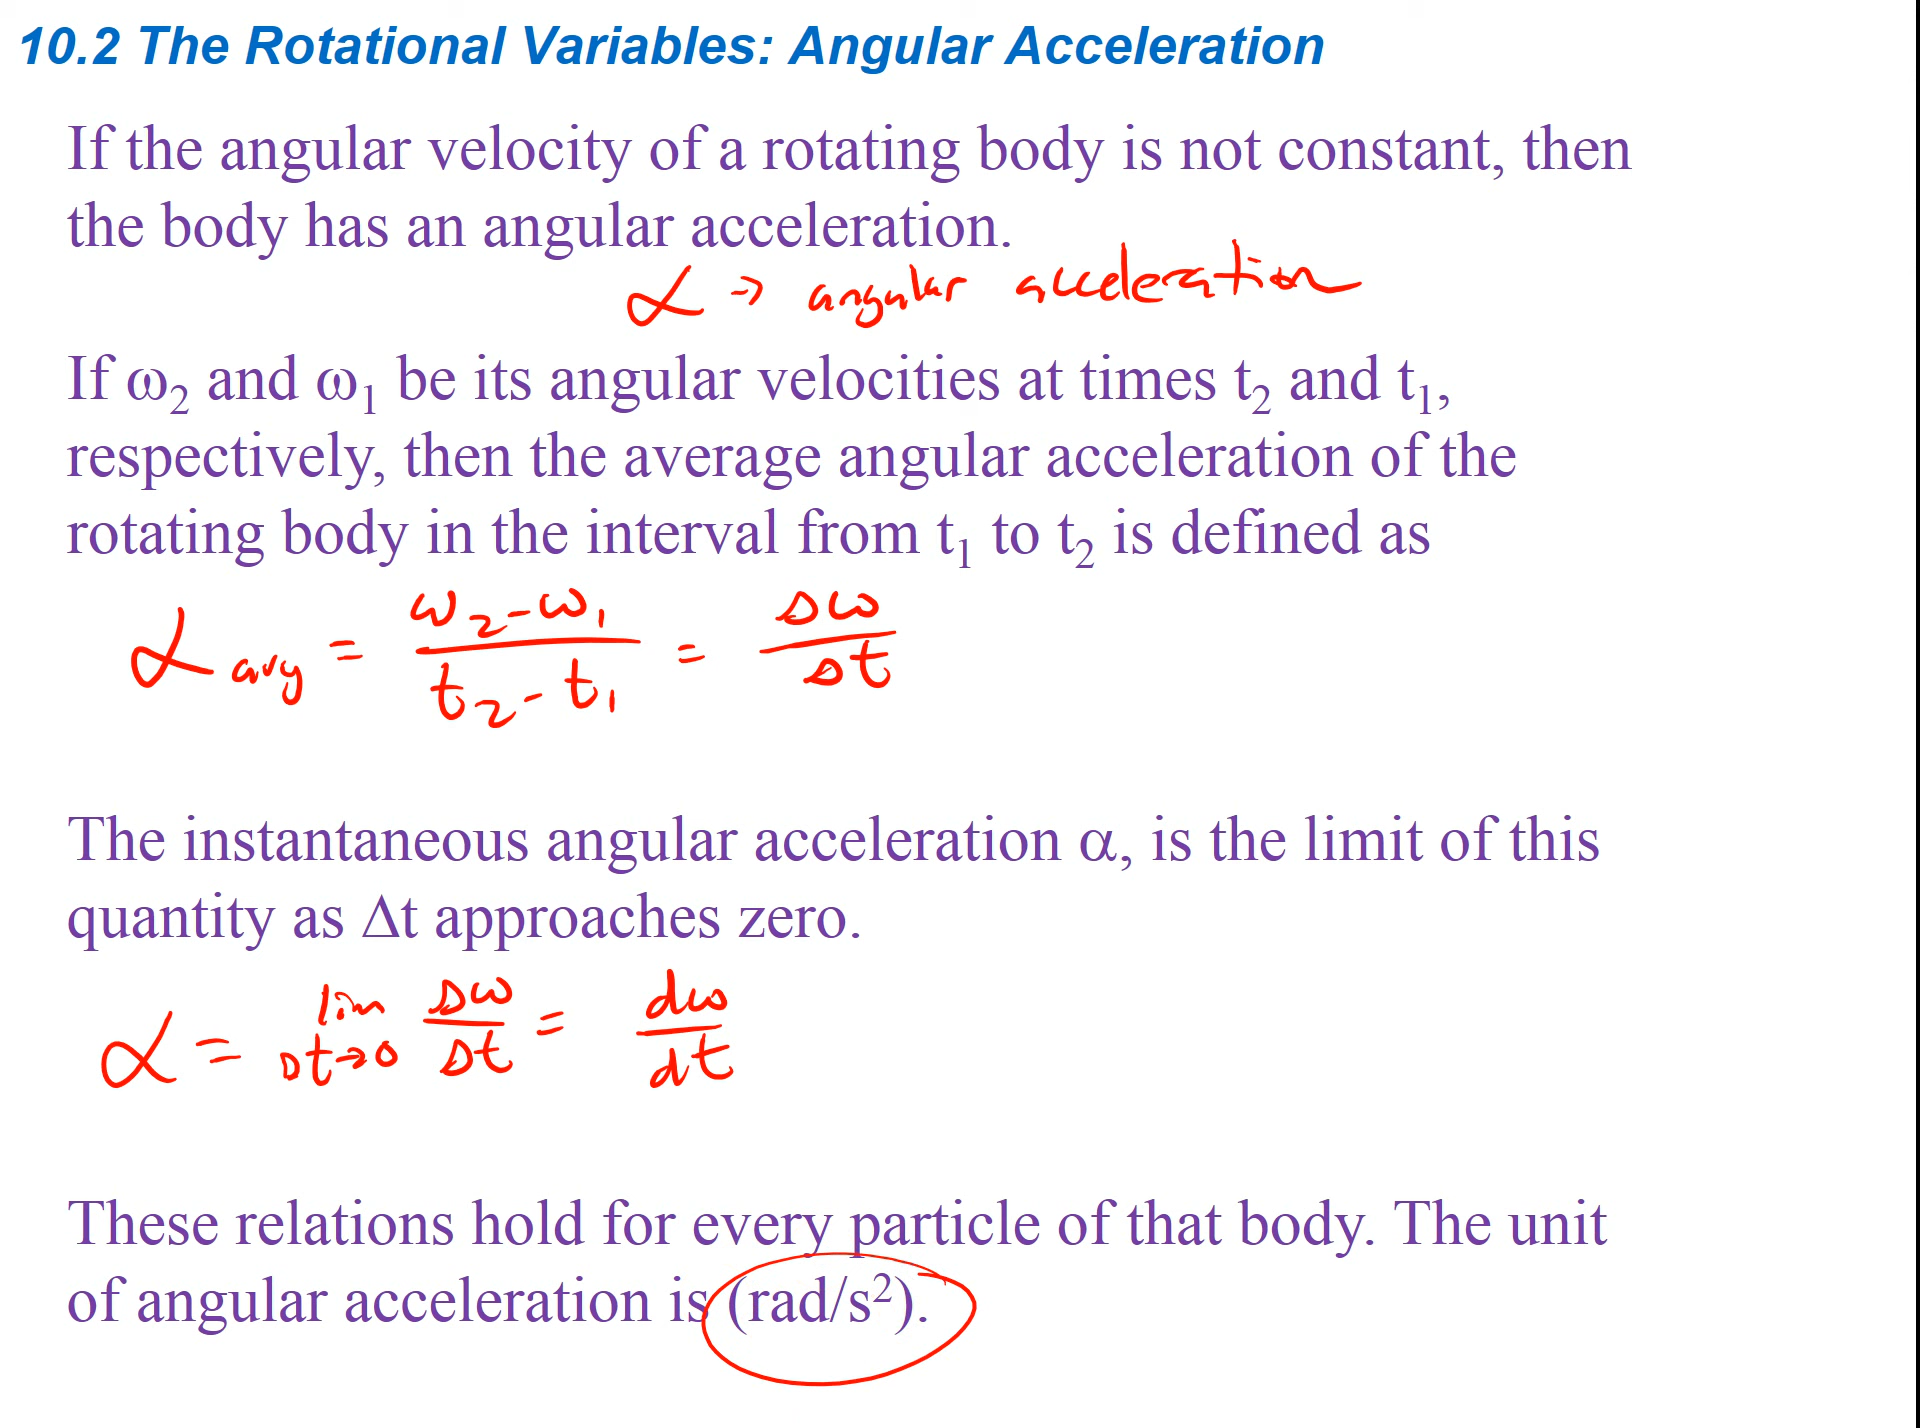 10.2 The Rotational Variables: Angular Acceleration
If the angular velocity of a rotating body is not constant, then
the body has an angular acceleration.
α → angular acceleration
If ω₂ and ω₁ be its angular velocities at times t₂ and t₁,
respectively, then the average angular acceleration of the
rotating body in the interval from t₁ to t₂ is defined as
α avg = (ω₂ - ω₁)/(t₂ - t₁) = Δω/Δt
The instantaneous angular acceleration α, is the limit of this
quantity as Δt approaches zero.
α = lim Δt→0 Δω/Δt = dω/dt
These relations hold for every particle of that body. The unit
of angular acceleration is (rad/s²).